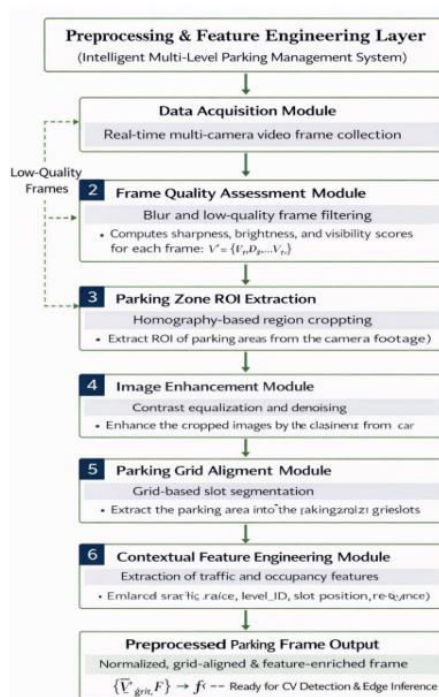 Preprocessing & Feature Engineering Layer
(Intelligent Multi-Level Parking Management System)
Data Acquisition Module
Real-time multi-camera video frame collection
Low-Quality
Frames
2 Frame Quality Assessment Module
Blur and low-quality frame filtering
• Computes sharpness, brightness, and visibility scores
for each frame:
3 Parking Zone ROI Extraction
Homography-based region croppting
• Extract ROI of parking areas from the camera footage)
4 Image Enhancement Module
Contrast equalization and denoising
• Enhance the cropped images by the from car
5 Parking Grid Aligment Module
Grid-based slot segmentation
• Extract the parking area into the
6 Contextual Feature Engineering Module
Extraction of traffic and occupancy features
• level_ID, slot position,
Preprocessed Parking Frame Output
Normalized, grid-aligned & feature-enriched frame
Ready for CV Detection & Edge Inference